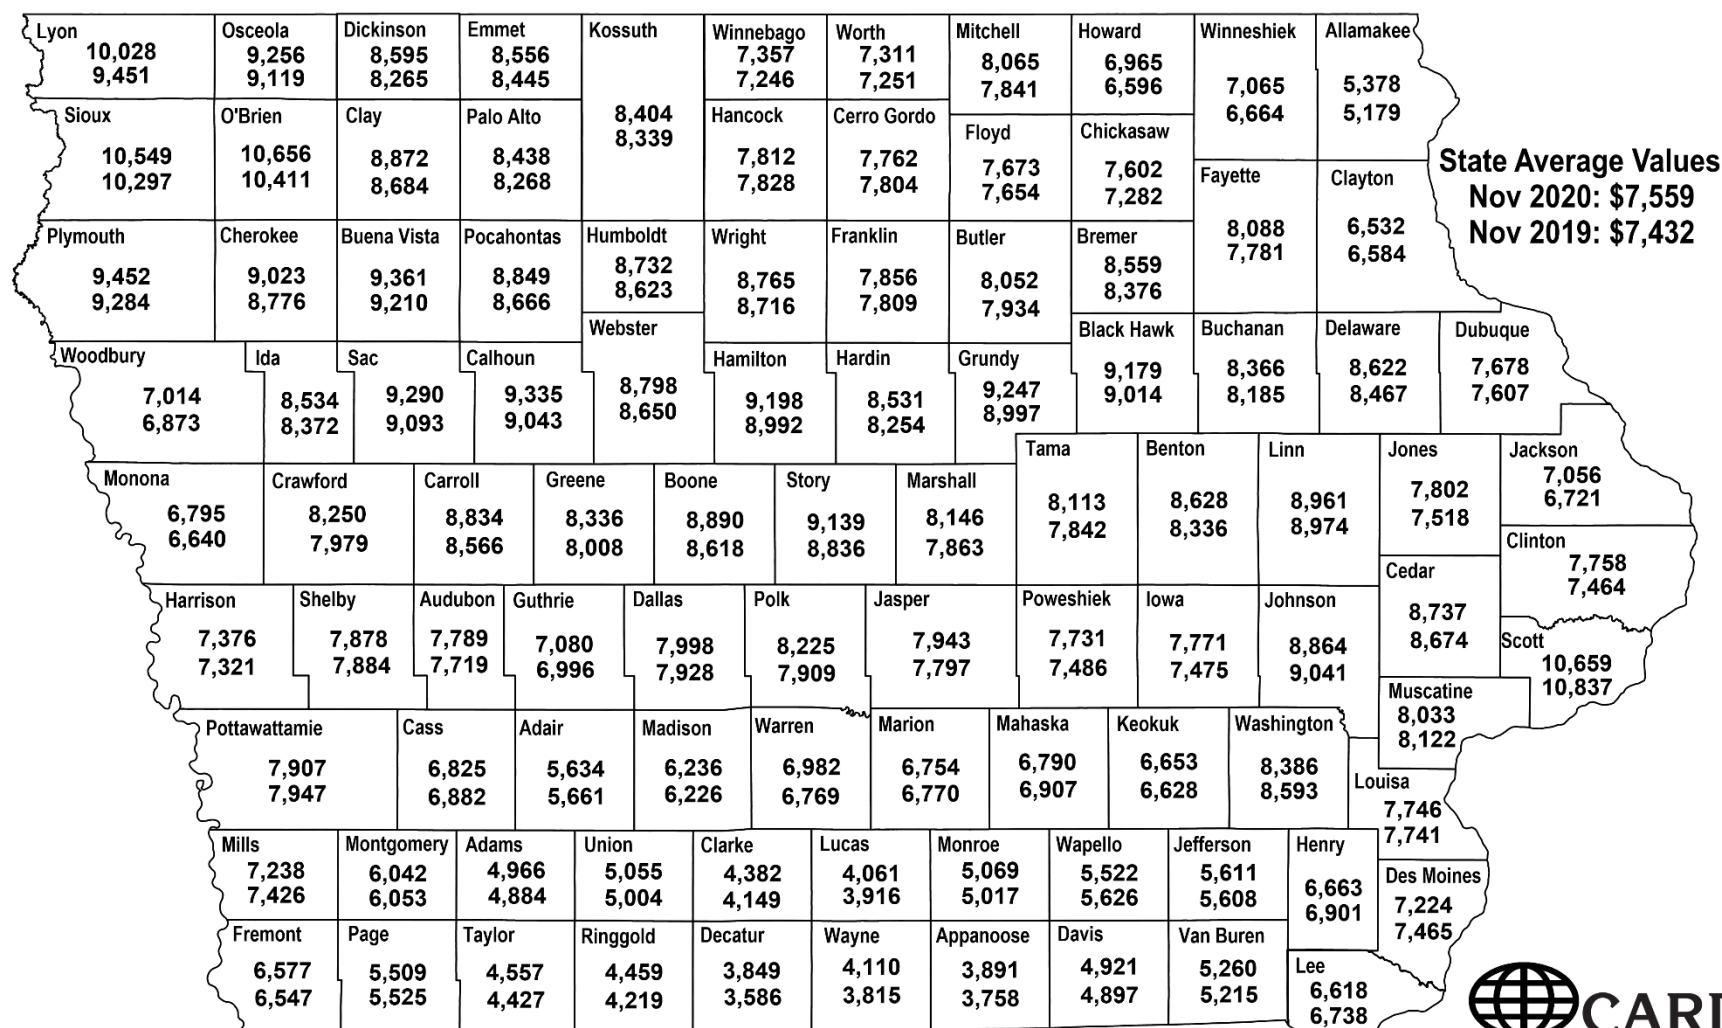 Lyon
10,028
9,451
Osceola
9,256
9,119
Dickinson
8,595
8,265
Emmet
8,556
8,445
Kossuth
8,404
8,339
Winnebago
7,357
7,246
Worth
7,311
7,251
Mitchell
8,065
7,841
Howard
6,965
6,596
Winneshiek
7,065
6,664
Allamakee
5,378
5,179
Sioux
10,549
10,297
O'Brien
10,656
10,411
Clay
8,872
8,684
Palo Alto
8,438
8,268
Hancock
7,812
7,828
Cerro Gordo
7,762
7,804
Floyd
7,673
7,654
Chickasaw
7,602
7,282
Fayette
8,088
7,781
Clayton
6,532
6,584
State Average Values
Nov 2020: $7,559
Nov 2019: $7,432
Plymouth
9,452
9,284
Cherokee
9,023
8,776
Buena Vista
9,361
9,210
Pocahontas
8,849
8,666
Humboldt
8,732
8,623
Wright
8,765
8,716
Franklin
7,856
7,809
Butler
8,052
7,934
Bremer
8,559
8,376
Webster
8,798
8,650
Black Hawk
9,179
9,014
Buchanan
8,366
8,185
Delaware
8,622
8,467
Dubuque
7,678
7,607
Woodbury
7,014
6,873
Ida
8,534
8,372
Sac
9,290
9,093
Calhoun
9,335
9,043
Hamilton
9,198
8,992
Hardin
8,531
8,254
Grundy
9,247
8,997
Tama
8,113
7,842
Benton
8,628
8,336
Linn
8,961
8,974
Jones
7,802
7,518
Jackson
7,056
6,721
Monona
6,795
6,640
Crawford
8,250
7,979
Carroll
8,834
8,566
Greene
8,336
8,008
Boone
8,890
8,618
Story
9,139
8,836
Marshall
8,146
7,863
Clinton
7,758
7,464
Cedar
8,737
8,674
Harrison
7,376
7,321
Shelby
7,878
7,884
Audubon
7,789
7,719
Guthrie
7,080
6,996
Dallas
7,998
7,928
Polk
8,225
7,909
Jasper
7,943
7,797
Poweshiek
7,731
7,486
Iowa
7,771
7,475
Johnson
8,864
9,041
Scott
10,659
10,837
Muscatine
8,033
8,122
Pottawattamie
7,907
7,947
Cass
6,825
6,882
Adair
5,634
5,661
Madison
6,236
6,226
Warren
6,982
6,769
Marion
6,754
6,770
Mahaska
6,790
6,907
Keokuk
6,653
6,628
Washington
8,386
8,593
Louisa
7,746
7,741
Mills
7,238
7,426
Montgomery
6,042
6,053
Adams
4,966
4,884
Union
5,055
5,004
Clarke
4,382
4,149
Lucas
4,061
3,916
Monroe
5,069
5,017
Wapello
5,522
5,626
Jefferson
5,611
5,608
Henry
6,663
6,901
Des Moines
7,224
7,465
Fremont
6,577
6,547
Page
5,509
5,525
Taylor
4,557
4,427
Ringgold
4,459
4,219
Decatur
3,849
3,586
Wayne
4,110
3,815
Appanoose
3,891
3,758
Davis
4,921
4,897
Van Buren
5,260
5,215
Lee
6,618
6,738